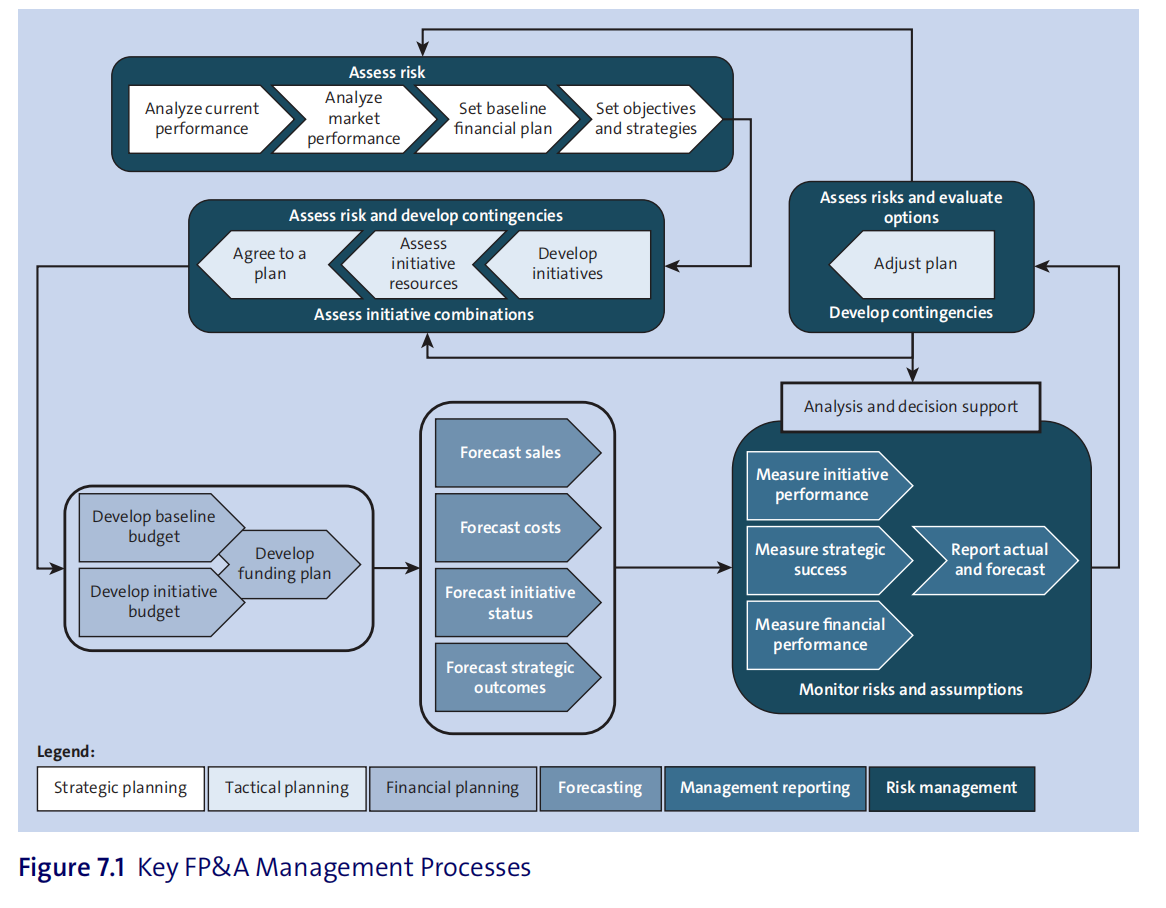 Assess risk
Analyze current
performance
Analyze
market
performance
Set baseline
financial plan
Set objectives
and strategies
Assess risk and develop contingencies
Agree to a
plan
Assess
initiative
resources
Develop
initiatives
Assess initiative combinations
Assess risks and evaluate
options
Adjust plan
Develop contingencies
Analysis and decision support
Develop baseline
budget
Develop initiative
budget
Develop
funding plan
Forecast sales
Forecast costs
Forecast initiative
status
Forecast strategic
outcomes
Measure initiative
performance
Measure strategic
success
Measure financial
performance
Report actual
and forecast
Monitor risks and assumptions
Legend:
Strategic planning
Tactical planning
Financial planning
Forecasting
Management reporting
Risk management
Figure 7.1 Key FP&A Management Processes